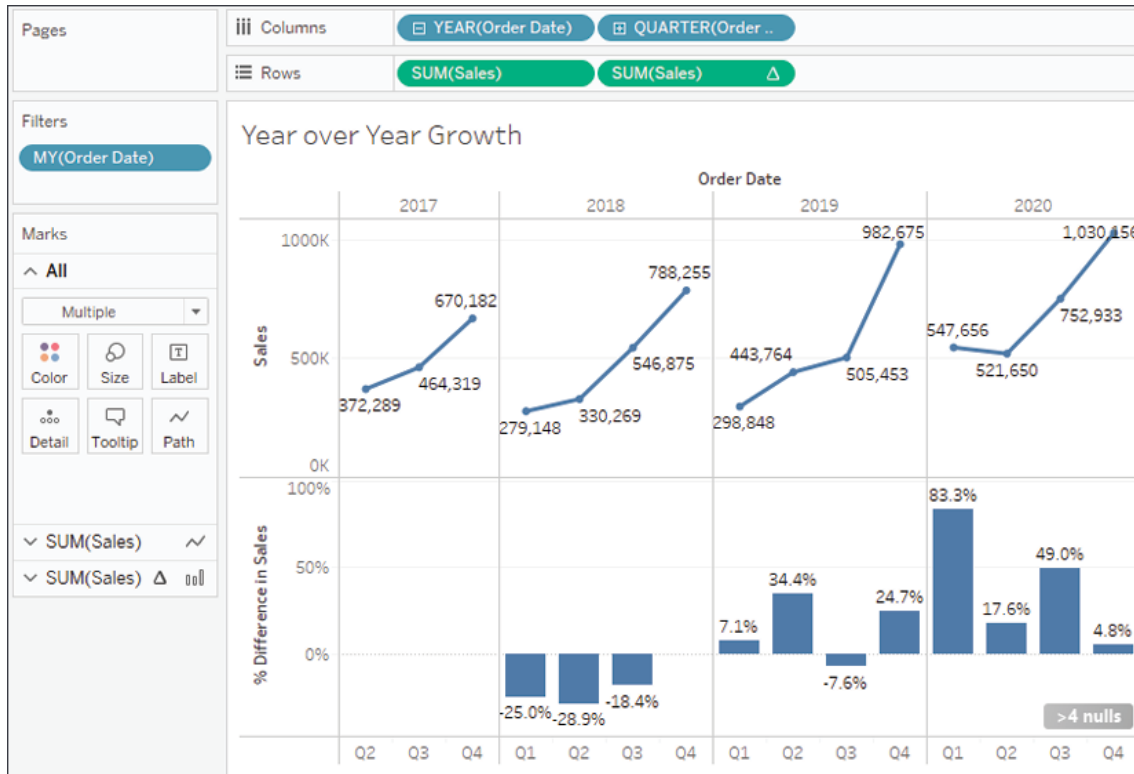 Pages
Columns
YEAR(Order Date)
QUARTER(Order ..
Rows
SUM(Sales)
SUM(Sales) Δ
Filters
MY(Order Date)
Marks
All
Multiple
Color
Size
Label
Detail
Tooltip
Path
SUM(Sales)
SUM(Sales) Δ
Year over Year Growth
Order Date
2017
2018
2019
2020
Sales
1000K
500K
0K
372,289
464,319
670,182
279,148
330,269
546,875
788,255
298,848
443,764
505,453
982,675
547,656
521,650
752,933
1,030,156
% Difference in Sales
100%
50%
0%
-25.0%
-28.9%
-18.4%
7.1%
34.4%
-7.6%
24.7%
83.3%
17.6%
49.0%
4.8%
>4 nulls
Q2 Q3 Q4 Q1 Q2 Q3 Q4 Q1 Q2 Q3 Q4 Q1 Q2 Q3 Q4